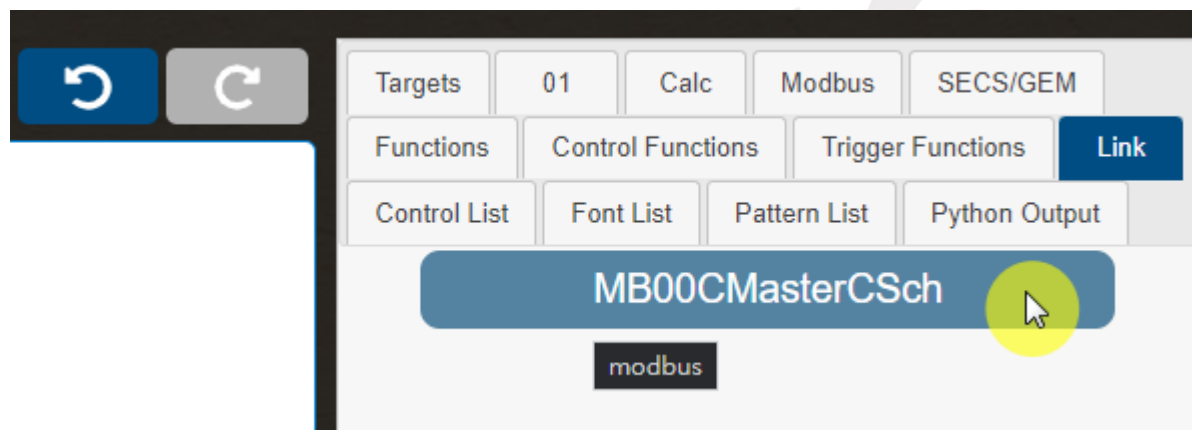 Targets 01 Calc Modbus SECS/GEM
Functions Control Functions Trigger Functions Link
Control List Font List Pattern List Python Output
MB00CMasterCSch
modbus